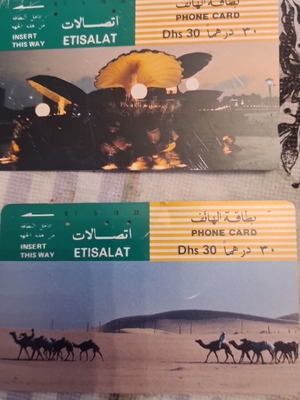 بطاقة الهاتف
PHONE CARD
Dhs 30 درهما ٣٠
اتصالات
ETISALAT
ادخل البطاقة
من هذه الجهة
INSERT
THIS WAY
بطاقة الهاتف
PHONE CARD
Dhs 30 درهما ٣٠
اتصالات
ETISALAT
ادخل البطاقة
من هذه الجهة
INSERT
THIS WAY